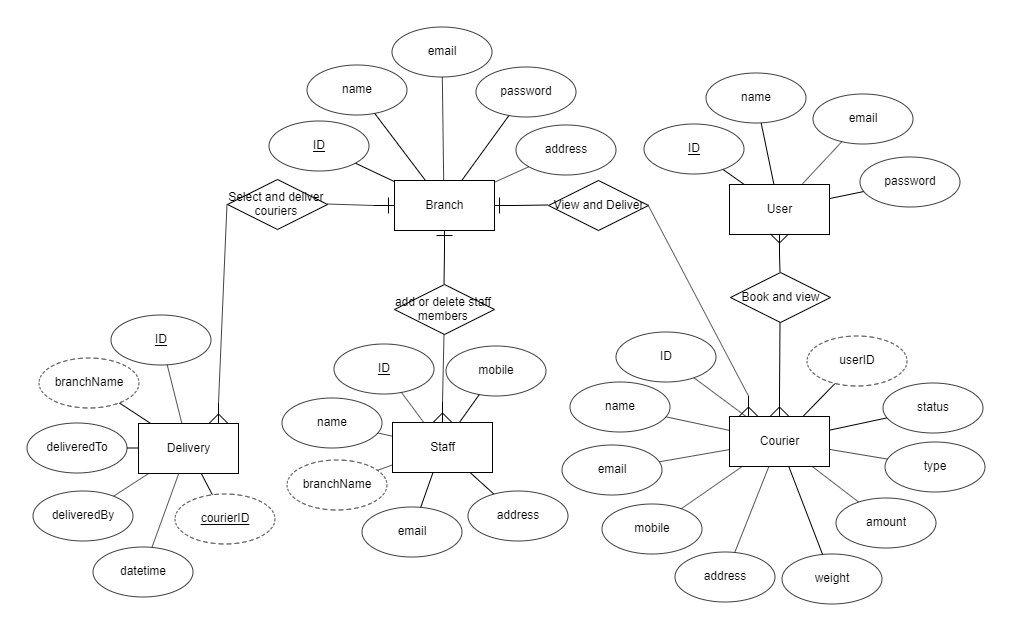 email
name
password
name
email
ID
address
ID
password
Select and deliver
couriers
Branch
View and Deliver
User
add or delete staff
members
Book and view
ID
ID
userID
branchName
ID
mobile
name
status
deliveredTo
Delivery
name
Staff
Courier
branchName
email
type
deliveredBy
courierID
email
address
mobile
amount
datetime
address
weight